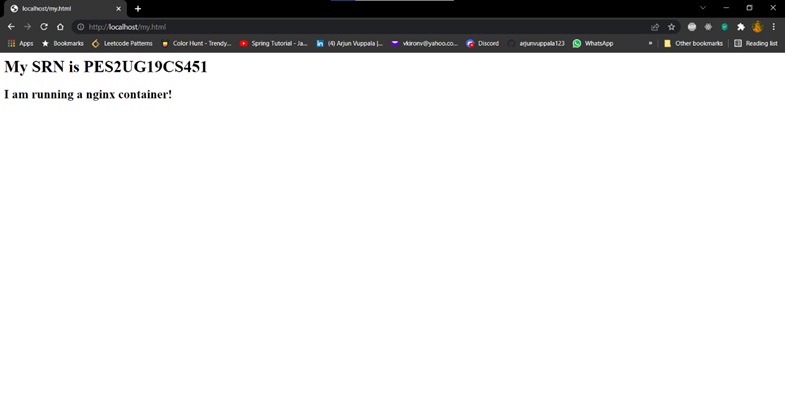 localhost/my.html
http://localhost/my.html
Apps Bookmarks Leetcode Patterns Color Hunt - Trendy... Spring Tutorial - Ja... (4) Arjun Vuppala |... vkironv@yahoo.co... Discord arjunvuppala123 WhatsApp » Other bookmarks Reading list
My SRN is PES2UG19CS451
I am running a nginx container!